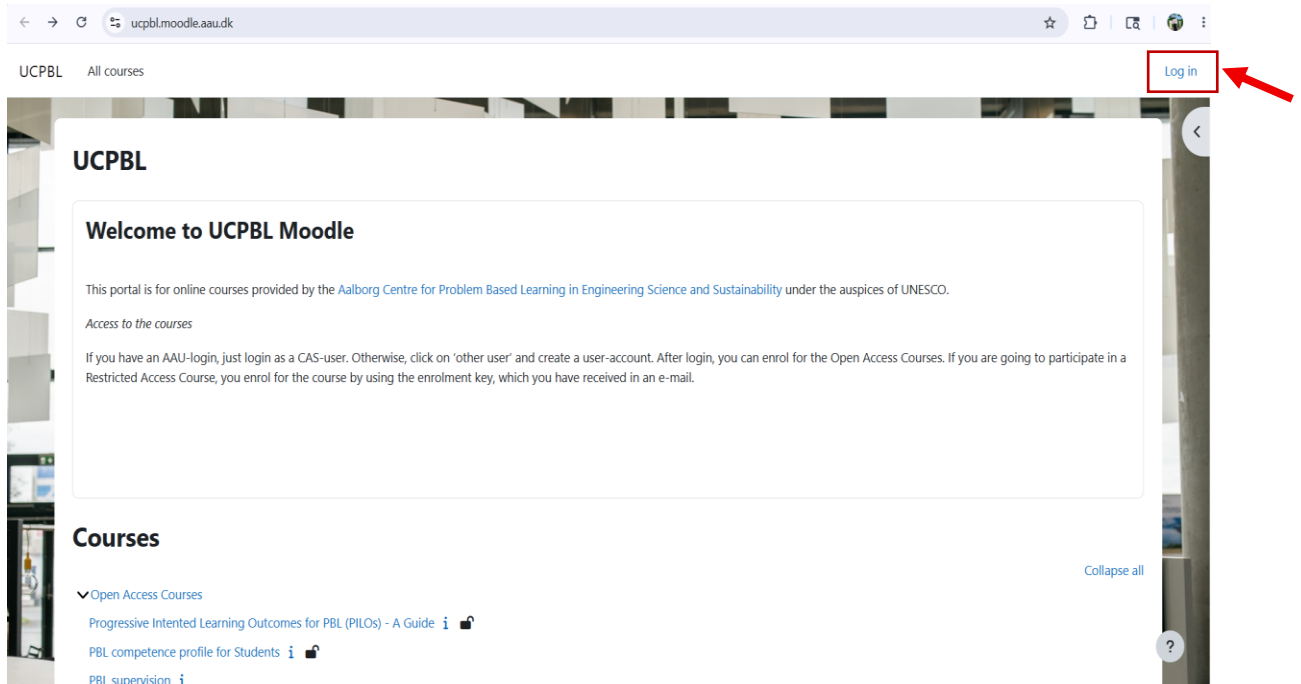 ucpbl.moodle.aau.dk
UCPBL All courses Log in
UCPBL
Welcome to UCPBL Moodle
This portal is for online courses provided by the Aalborg Centre for Problem Based Learning in Engineering Science and Sustainability under the auspices of UNESCO.
Access to the courses
If you have an AAU-login, just login as a CAS-user. Otherwise, click on 'other user' and create a user-account. After login, you can enrol for the Open Access Courses. If you are going to participate in a
Restricted Access Course, you enrol for the course by using the enrolment key, which you have received in an e-mail.
Courses
Collapse all
Open Access Courses
Progressive Intented Learning Outcomes for PBL (PILOs) - A Guide i
PBL competence profile for Students i
?
PBL supervision i